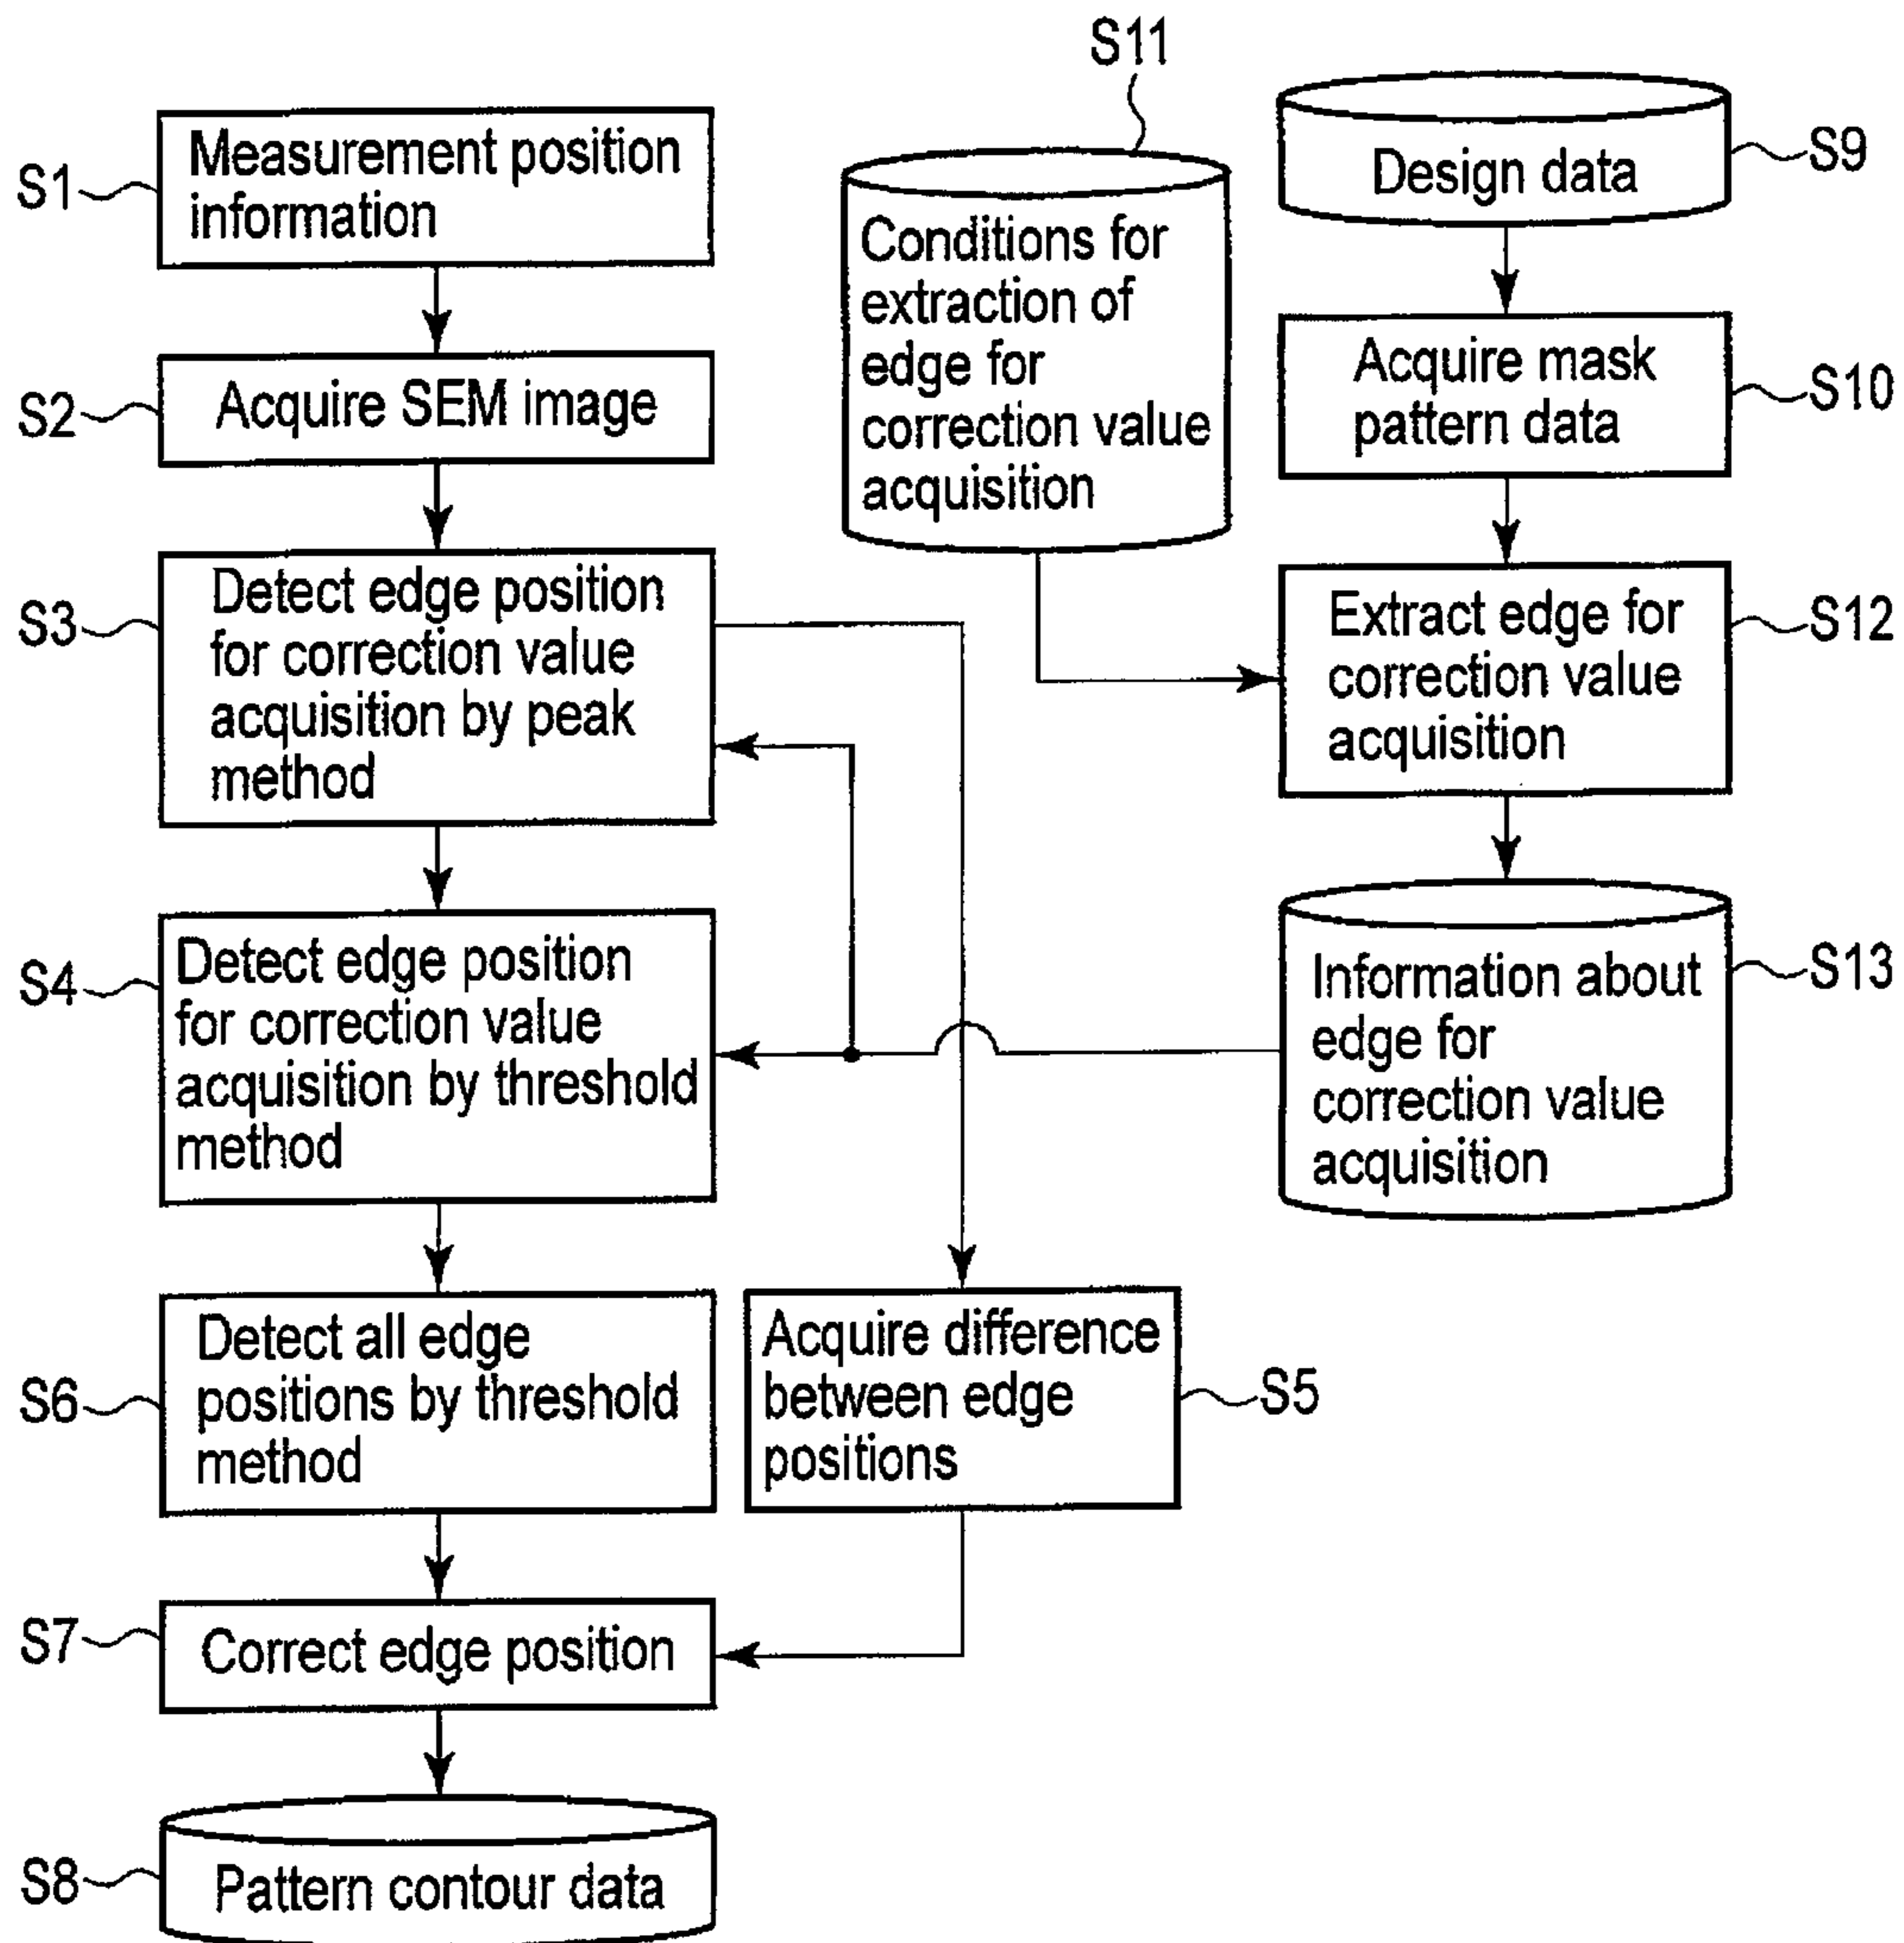 S1
Measurement position
information
S2
Acquire SEM image
S3
Detect edge position
for correction value
acquisition by peak
method
S4
Detect edge position
for correction value
acquisition by threshold
method
S6
Detect all edge
positions by threshold
method
S5
Acquire difference
between edge
positions
S7
Correct edge position
S8
Pattern contour data
S11
Conditions for
extraction of
edge for
correction value
acquisition
S9
Design data
S10
Acquire mask
pattern data
S12
Extract edge for
correction value
acquisition
S13
Information about
edge for
correction value
acquisition